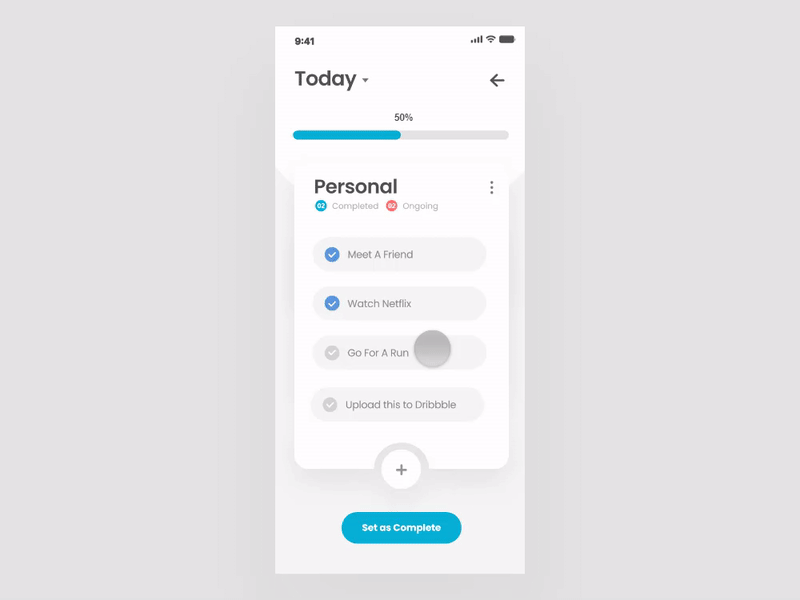 9:41
Today
50%
Personal
02 Completed 02 Ongoing
Meet A Friend
Watch Netflix
Go For A Run
Upload this to Dribbble
+
Set as Complete